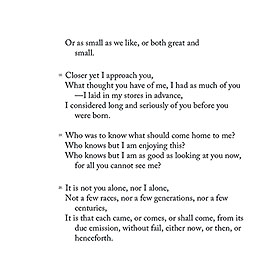 Or as small as we like, or both great and
small.
Closer yet I approach you,
What thought you have of me, I had as much of you
—I laid in my stores in advance,
I considered long and seriously of you before you
were born.
Who was to know what should come home to me?
Who knows but I am enjoying this?
Who knows but I am as good as looking at you now,
for all you cannot see me?
It is not you alone, nor I alone,
Not a few races, nor a few generations, nor a few
centuries,
It is that each came, or comes, or shall come, from its
due emission, without fail, either now, or then, or
henceforth.